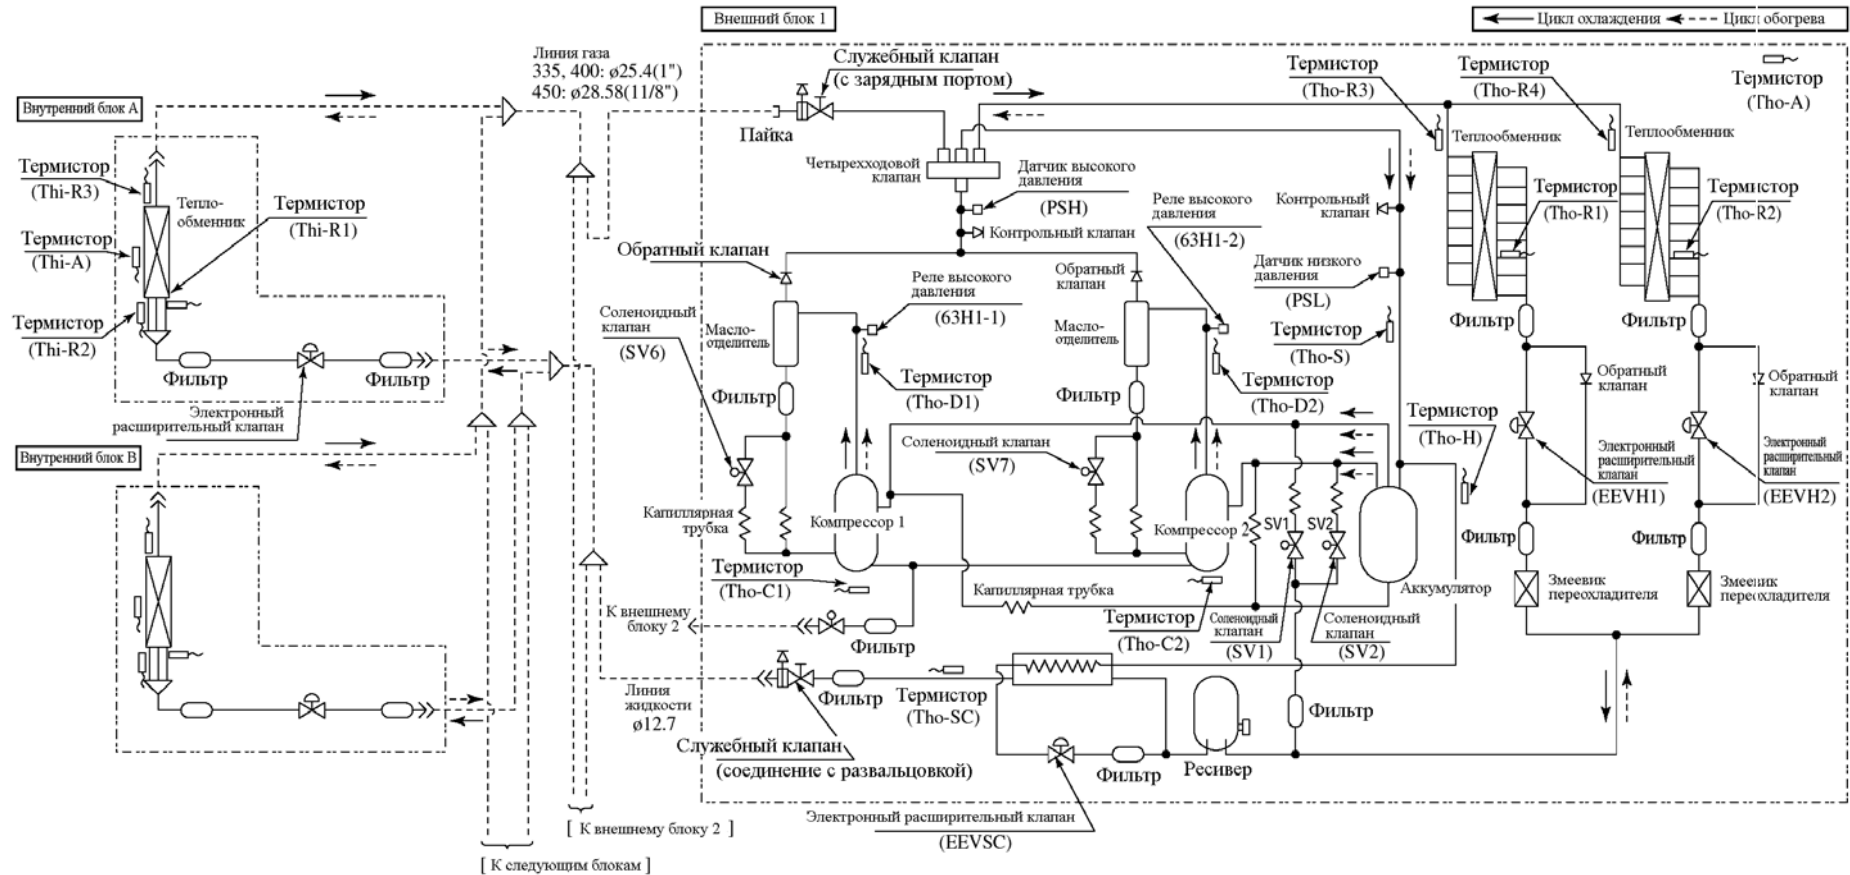 Внешний блок 1
Цикл охлаждения
Цикл обогрева
Линия газа
335, 400: ø25.4(1")
450: ø28.58(11/8")
Служебный клапан
(с зарядным портом)
Пайка
Термистор
(Tho-R3)
Термистор
(Tho-R4)
Термистор
(Tho-A)
Теплообменник
Теплообменник
Внутренний блок A
Термистор
(Thi-R3)
Тепло-
обменник
Термистор
(Thi-R1)
Термистор
(Thi-A)
Термистор
(Thi-R2)
Фильтр
Фильтр
Электронный
расширительный клапан
Внутренний блок B
Четырехходовой
клапан
Датчик высокого
давления
(PSH)
Контрольный клапан
Реле высокого
давления
(63H1-2)
Контрольный
клапан
Датчик низкого
давления
(PSL)
Термистор
(Tho-S)
Термистор
(Tho-R1)
Термистор
(Tho-R2)
Обратный клапан
Реле высокого
давления
(63H1-1)
Обратный
клапан
Соленоидный
клапан
(SV6)
Масло-
отделитель
Масло-
отделитель
Фильтр
Термистор
(Tho-D1)
Фильтр
Термистор
(Tho-D2)
Фильтр
Фильтр
Обратный
клапан
Обратный
клапан
Термистор
(Tho-H)
Соленоидный клапан
(SV7)
Электронный
расширительный
клапан
(EEVH1)
Электронный
расширительный
клапан
(EEVH2)
Капиллярная
трубка
Компрессор 1
Компрессор 2
SV1
SV2
Фильтр
Фильтр
Термистор
(Tho-C1)
Капиллярная трубка
Аккумулятор
Змеевик
переохладителя
Змеевик
переохладителя
К внешнему
блоку 2
Фильтр
Термистор
(Tho-C2)
Соленоидный
клапан
(SV1)
Соленоидный
клапан
(SV2)
Линия
жидкости
ø12.7
Фильтр
Термистор
(Tho-SC)
Фильтр
Служебный клапан
(соединение с развальцовкой)
Фильтр
Ресивер
Электронный расширительный клапан
(EEVSC)
[ К внешнему блоку 2 ]
[ К следующим блокам ]